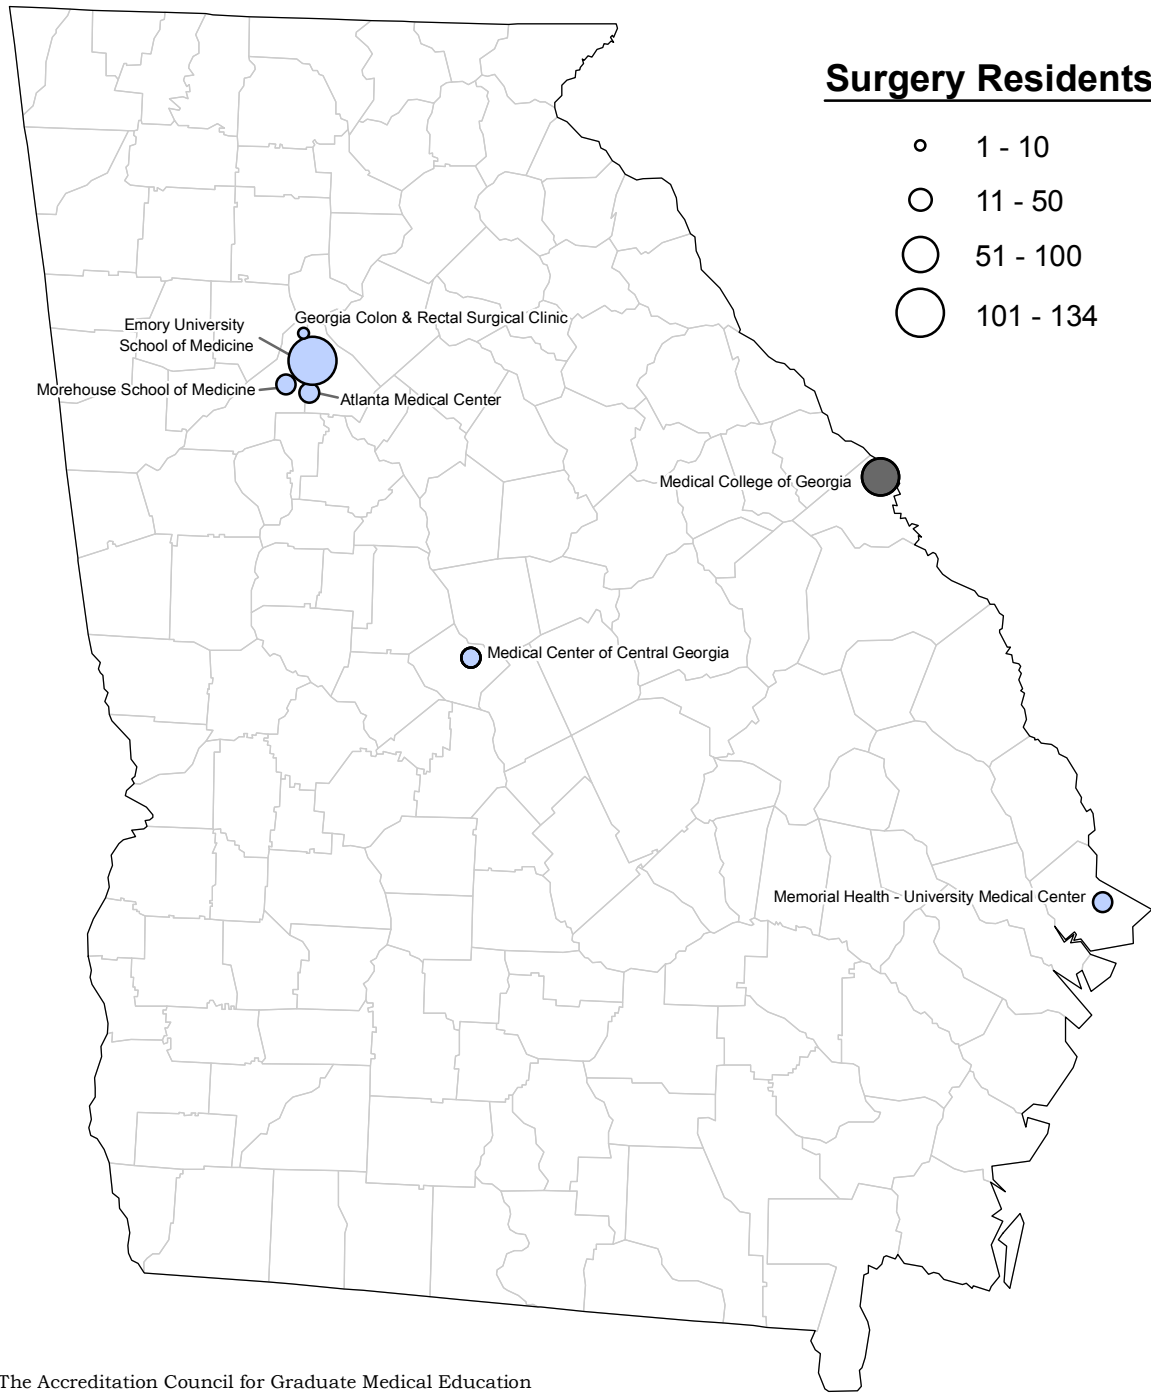 Surgery Residents
1 - 10
11 - 50
51 - 100
101 - 134
Georgia Colon & Rectal Surgical Clinic
Emory University
School of Medicine
Morehouse School of Medicine
Atlanta Medical Center
Medical College of Georgia
Medical Center of Central Georgia
Memorial Health - University Medical Center
The Accreditation Council for Graduate Medical Education